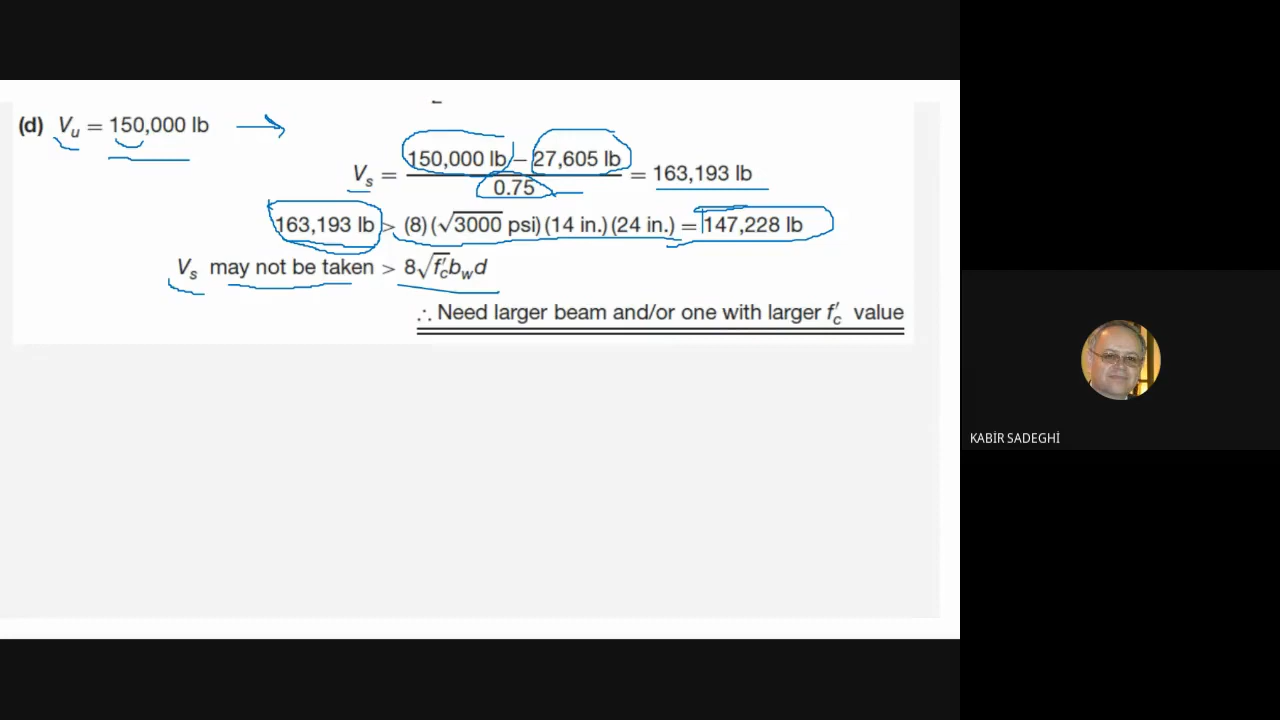 (d) Vu = 150,000 lb
Vs = (150,000 lb − 27,605 lb) / 0.75 = 163,193 lb
163,193 lb > (8)(√3000 psi)(14 in.)(24 in.) = 147,228 lb
Vs may not be taken > 8√f′c bwd
∴ Need larger beam and/or one with larger f′c value
KABİR SADEGHİ